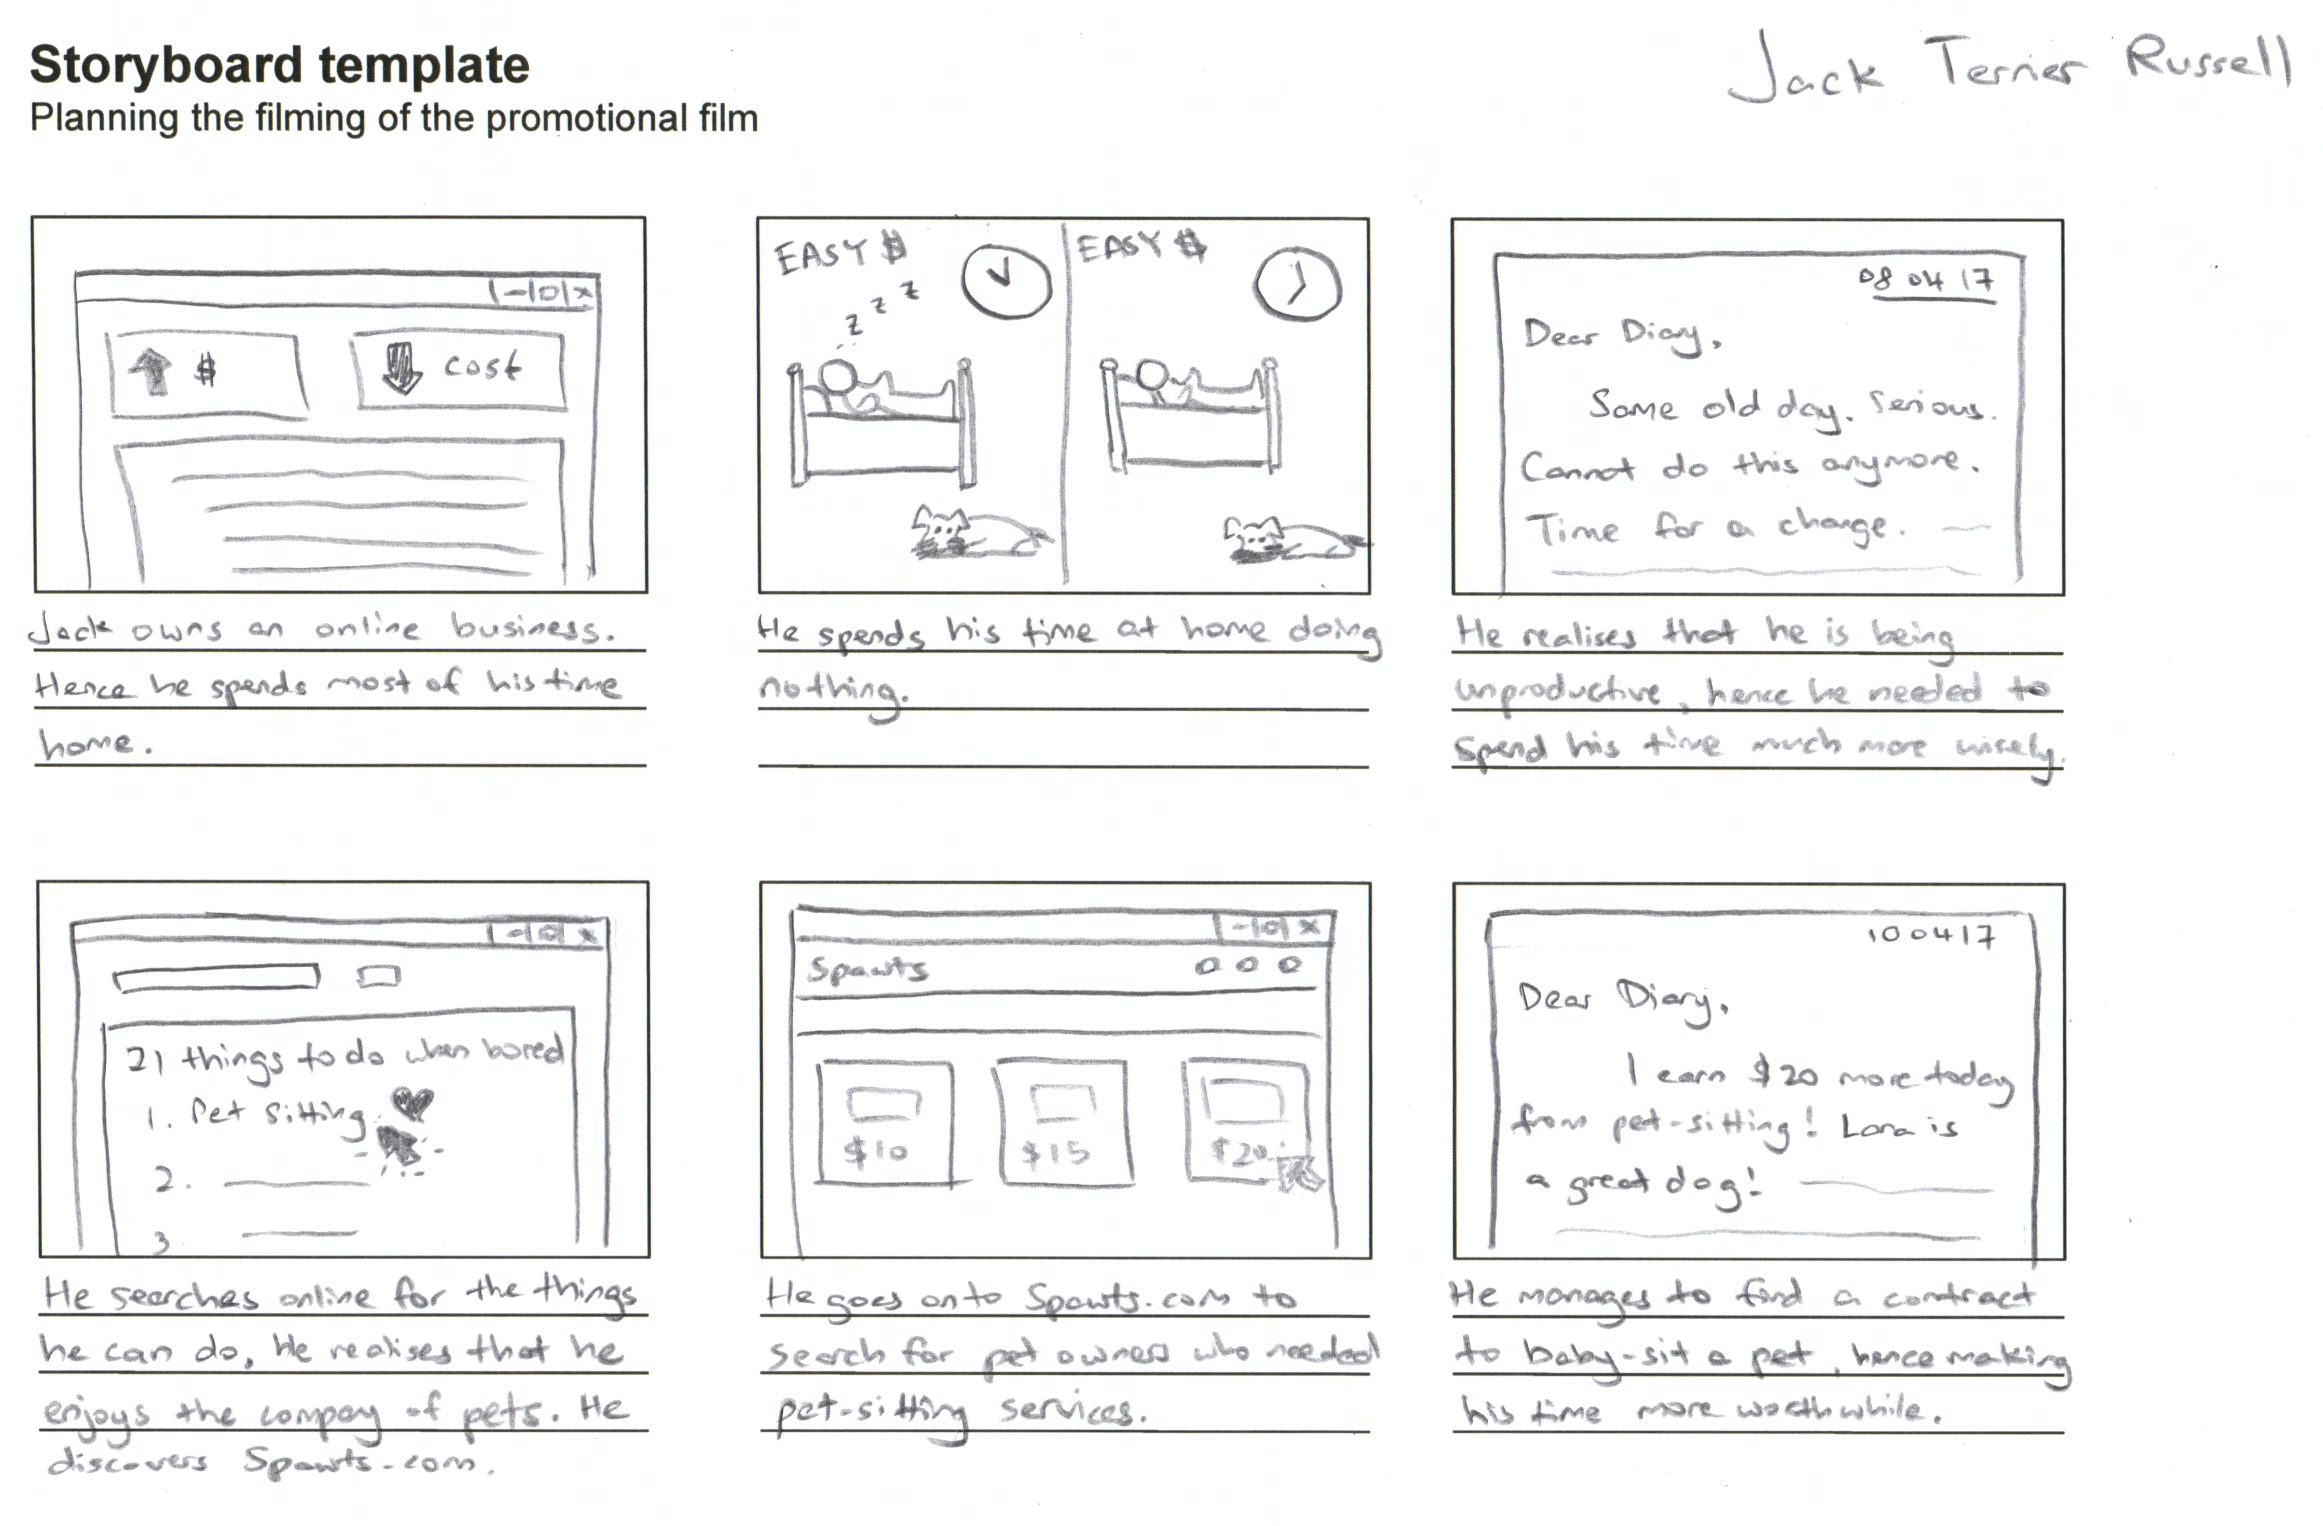 Storyboard template
Planning the filming of the promotional film
Jack Terrier Russell
$
cost
EASY $
z z z
EASY $
08 04 17
Dear Diary,
Same old day. Serious.
Cannot do this anymore.
Time for a change.
Jack owns an online business.
Hence he spends most of his time
home.
He spends his time at home doing
nothing.
He realises that he is being
unproductive, hence he needed to
spend his time much more wisely.
21 things to do when bored
1. Pet sitting
2.
3
Spawts
$10
$15
$20
10 04 17
Dear Diary,
I earn $20 more today
from pet-sitting! Lana is
a great dog!
He searches online for the things
he can do. He realises that he
enjoys the company of pets. He
discovers Spawts.com.
He goes onto Spawts.com to
search for pet owners who needed
pet-sitting services.
He manages to find a contract
to baby-sit a pet, hence making
his time more worthwhile.